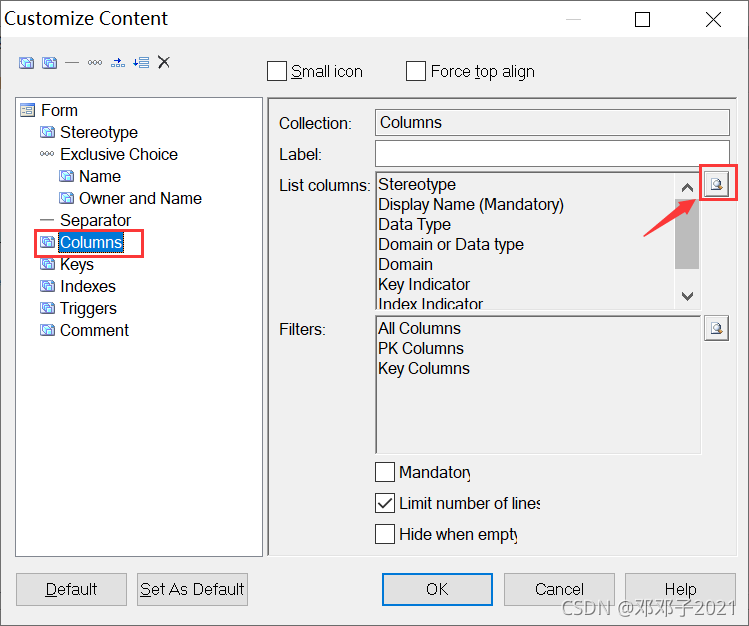 Customize Content
Small icon
Force top align
Form
Stereotype
Exclusive Choice
Name
Owner and Name
Separator
Columns
Keys
Indexes
Triggers
Comment
Collection:
Columns
Label:
List columns:
Stereotype
Display Name (Mandatory)
Data Type
Domain or Data type
Domain
Key Indicator
Index Indicator
Filters:
All Columns
PK Columns
Key Columns
Mandatory
Limit number of lines
Hide when empty
Default
Set As Default
OK
Cancel
Help
CSDN @邓邓子2021